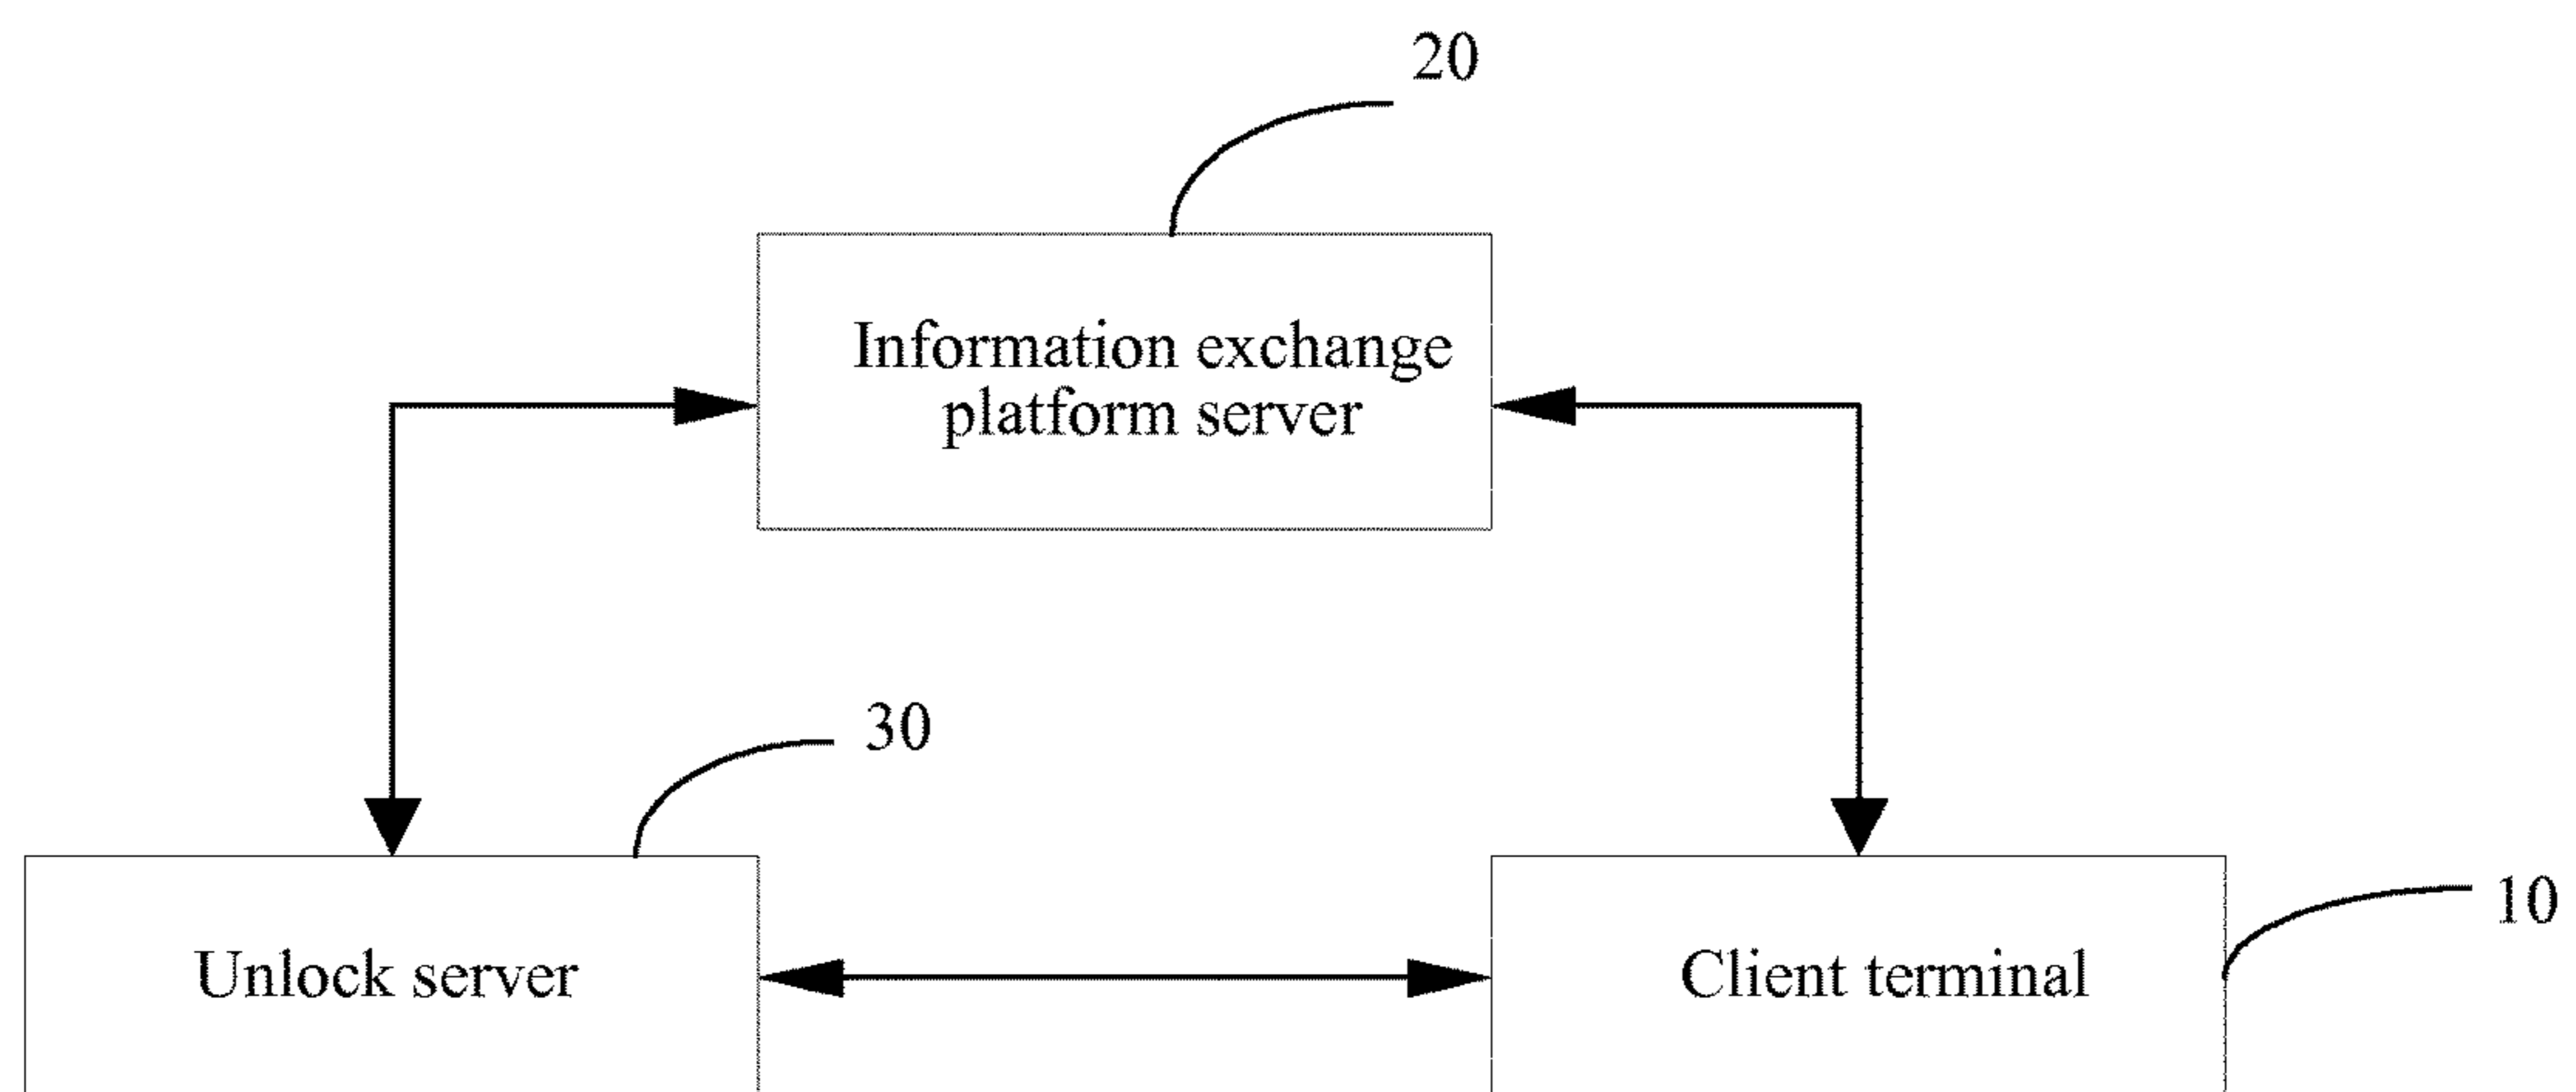 20
Information exchange
platform server
30
10
Unlock server
Client terminal